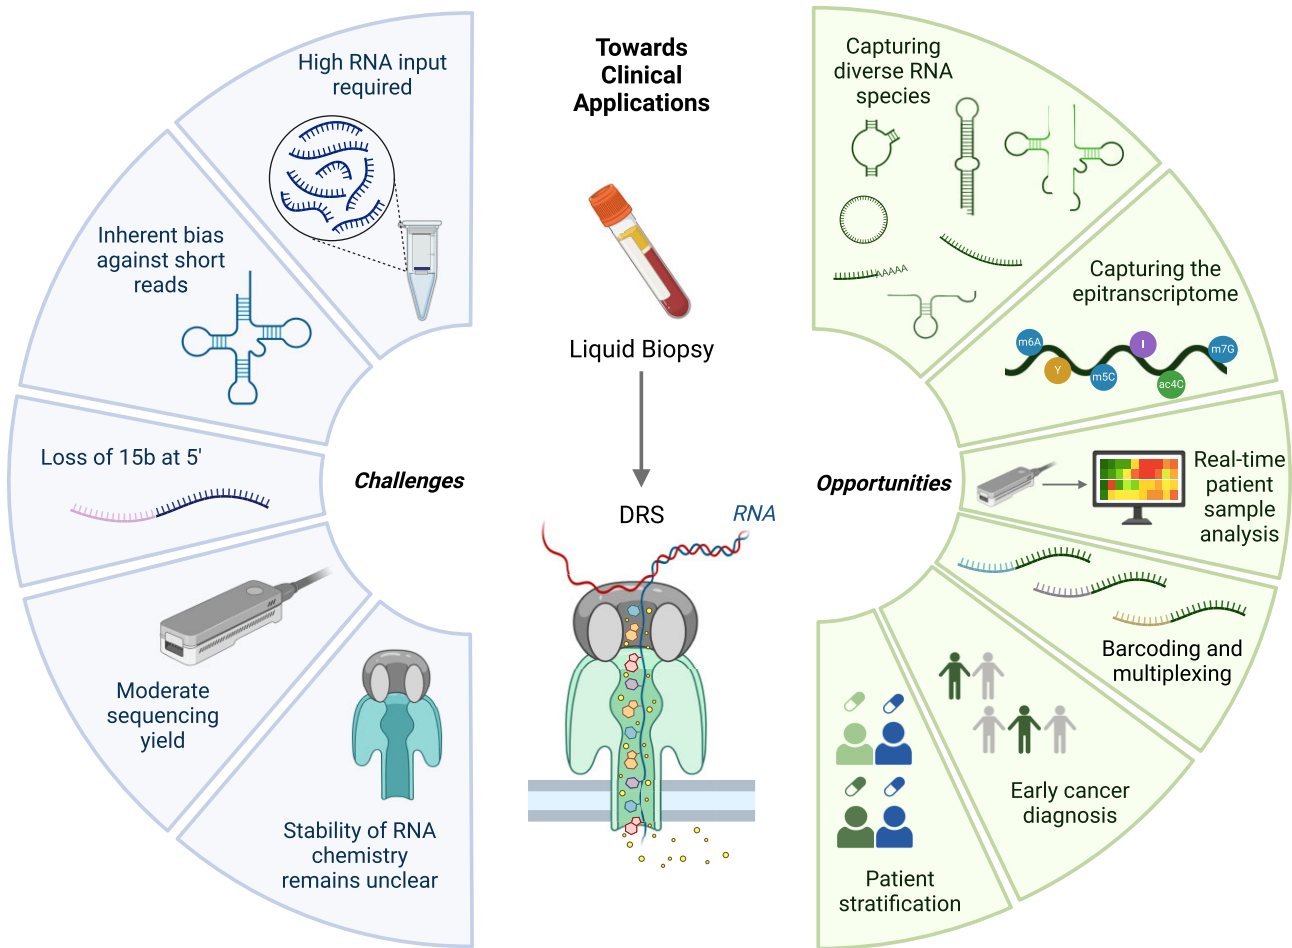 Towards
Clinical
Applications
Liquid Biopsy
DRS
RNA
Challenges
High RNA input
required
Inherent bias
against short
reads
Loss of 15b at 5'
Moderate
sequencing
yield
Stability of RNA
chemistry
remains unclear
Opportunities
Capturing
diverse RNA
species
AAAAA
Capturing the
epitranscriptome
m6A
Y
m5C
I
ac4C
m7G
Real-time
patient
sample
analysis
Barcoding and
multiplexing
Early cancer
diagnosis
Patient
stratification